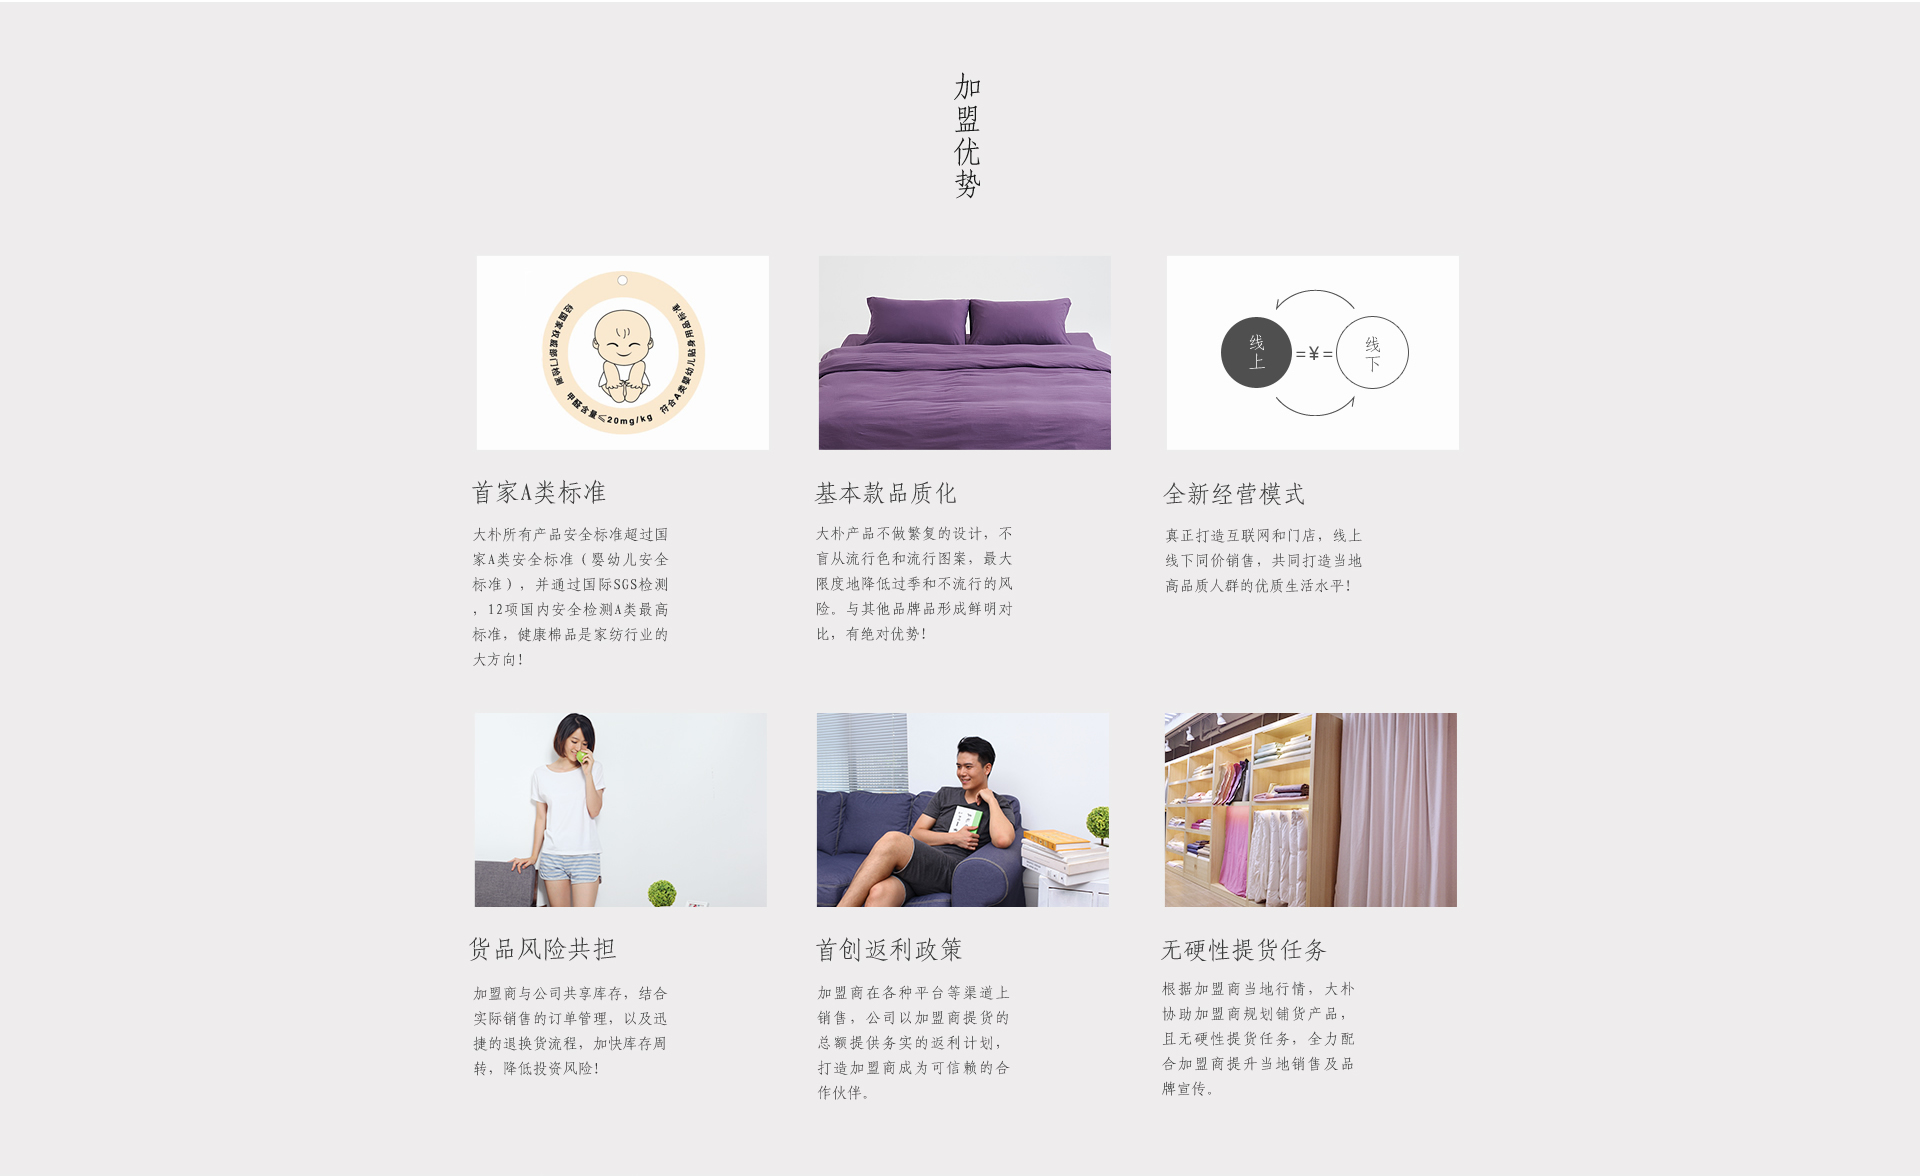 加盟优势
经国家权威部门检测
甲醛含量≤20mg/kg
符合A类婴幼儿贴身用品标准
线上
=¥=
线下
首家A类标准
大朴所有产品安全标准超过国
家A类安全标准（婴幼儿安全
标准），并通过国际SGS检测
，12项国内安全检测A类最高
标准，健康棉品是家纺行业的
大方向！
基本款品质化
大朴产品不做繁复的设计，不
盲从流行色和流行图案，最大
限度地降低过季和不流行的风
险。与其他品牌品形成鲜明对
比，有绝对优势！
全新经营模式
真正打造互联网和门店，线上
线下同价销售，共同打造当地
高品质人群的优质生活水平！
货品风险共担
加盟商与公司共享库存，结合
实际销售的订单管理，以及迅
捷的退换货流程，加快库存周
转，降低投资风险！
首创返利政策
加盟商在各种平台等渠道上
销售，公司以加盟商提货的
总额提供务实的返利计划，
打造加盟商成为可信赖的合
作伙伴。
无硬性提货任务
根据加盟商当地行情，大朴
协助加盟商规划铺货产品，
且无硬性提货任务，全力配
合加盟商提升当地销售及品
牌宣传。